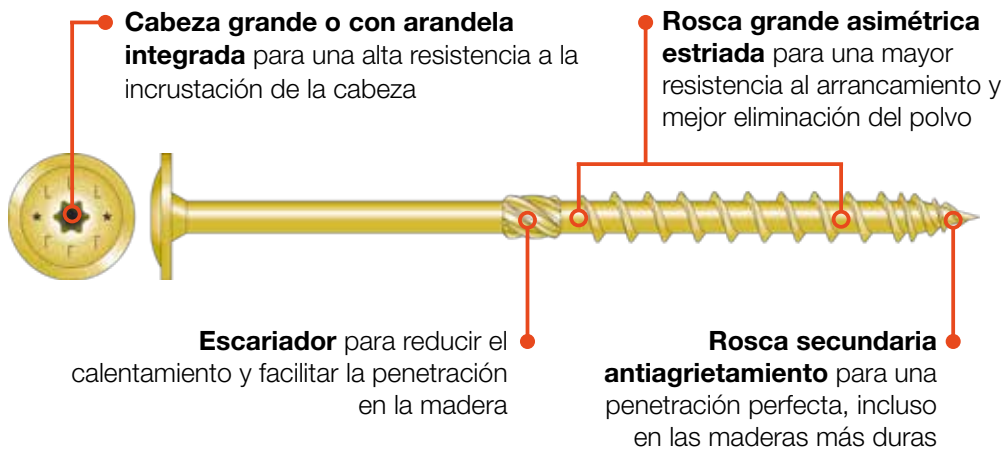 Cabeza grande o con arandela
integrada para una alta resistencia a la
incrustación de la cabeza
Rosca grande asimétrica
estriada para una mayor
resistencia al arrancamiento y
mejor eliminación del polvo
Escariador para reducir el
calentamiento y facilitar la penetración
en la madera
Rosca secundaria
antiagrietamiento para una
penetración perfecta, incluso
en las maderas más duras